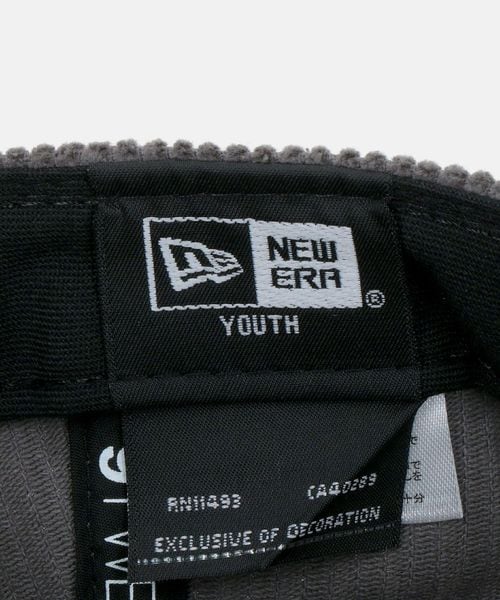 NEW
ERA
®
YOUTH
RN11493 CA40289
EXCLUSIVE OF DECORATION